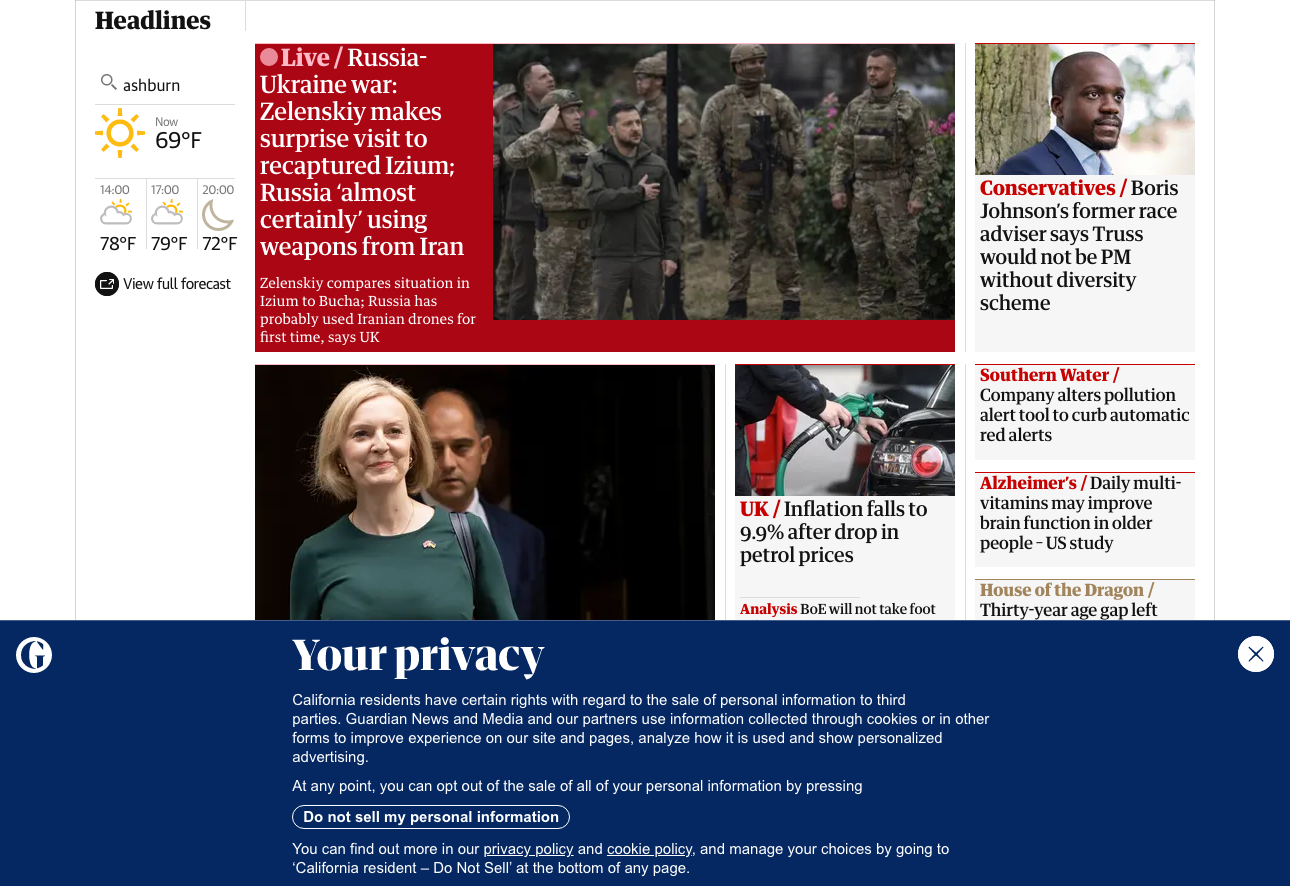 Headlines
ashburn
Now
69°F
14:00
17:00
20:00
78°F
79°F
72°F
View full forecast
Live / Russia-
Ukraine war:
Zelenskiy makes
surprise visit to
recaptured Izium;
Russia ‘almost
certainly’ using
weapons from Iran
Zelenskiy compares situation in
Izium to Bucha; Russia has
probably used Iranian drones for
first time, says UK
Conservatives / Boris
Johnson’s former race
adviser says Truss
would not be PM
without diversity
scheme
UK / Inflation falls to
9.9% after drop in
petrol prices
Analysis BoE will not take foot
Southern Water /
Company alters pollution
alert tool to curb automatic
red alerts
Alzheimer’s / Daily multi-
vitamins may improve
brain function in older
people – US study
House of the Dragon /
Thirty-year age gap left
G
Your privacy
California residents have certain rights with regard to the sale of personal information to third
parties. Guardian News and Media and our partners use information collected through cookies or in other
forms to improve experience on our site and pages, analyze how it is used and show personalized
advertising.
At any point, you can opt out of the sale of all of your personal information by pressing
Do not sell my personal information
You can find out more in our privacy policy and cookie policy, and manage your choices by going to
‘California resident – Do Not Sell’ at the bottom of any page.